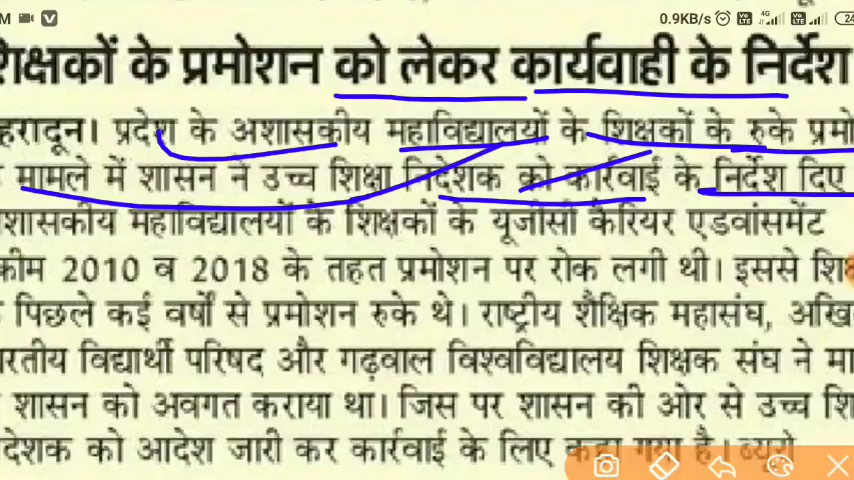 0.9KB/s
शिक्षकों के प्रमोशन को लेकर कार्यवाही के निर्देश
हरादून। प्रदेश के अशासकीय महाविद्यालयों के शिक्षकों के रुके प्रमो
मामले में शासन ने उच्च शिक्षा निदेशक को कार्रवाई के निर्देश दिए
शासकीय महाविद्यालयों के शिक्षकों के यूजीसी कैरियर एडवांसमेंट
कीम 2010 व 2018 के तहत प्रमोशन पर रोक लगी थी। इससे शि
पिछले कई वर्षों से प्रमोशन रुके थे। राष्ट्रीय शैक्षिक महासंघ, अखि
रतीय विद्यार्थी परिषद और गढ़वाल विश्वविद्यालय शिक्षक संघ ने मा
शासन को अवगत कराया था। जिस पर शासन की ओर से उच्च शि
देशक को आदेश जारी कर कार्रवाई के लिए कहा गया है। ब्यूरो